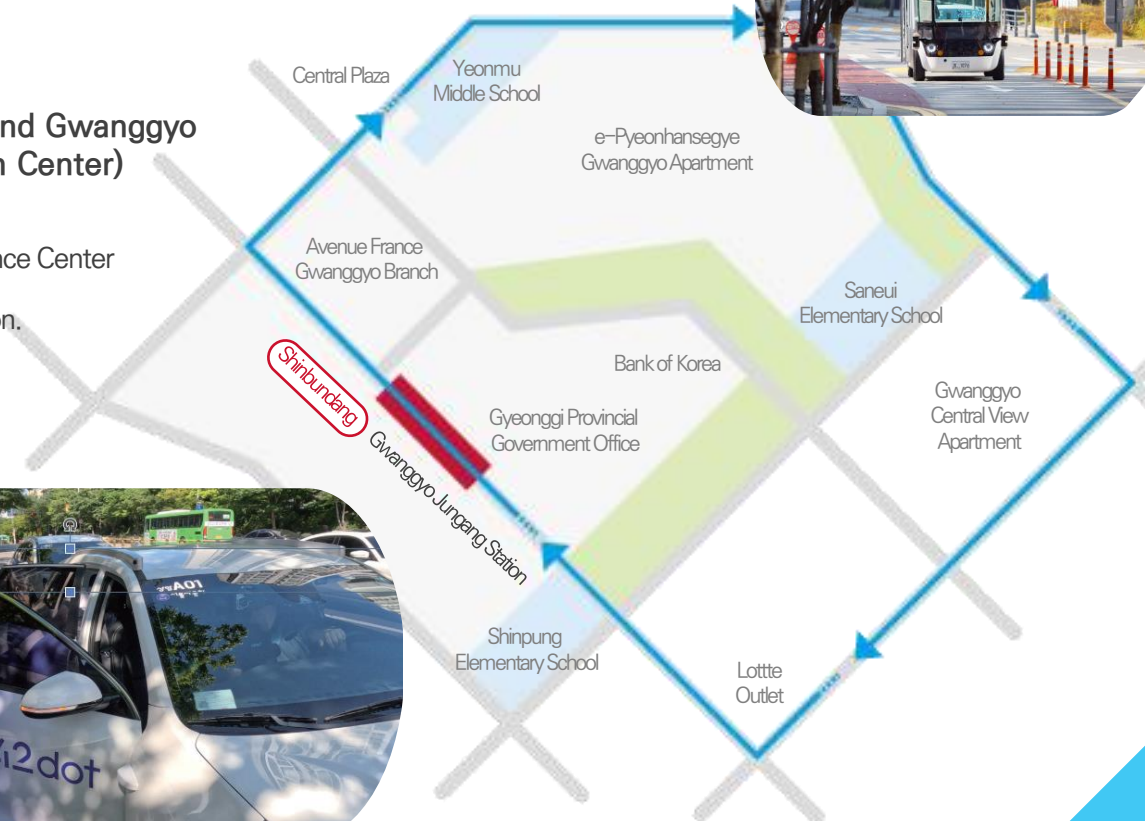 nd Gwanggyo
Center)
ce Center
on.
Central Plaza
Yeonmu
Middle School
e-Pyeonhansegye
Gwanggyo Apartment
Avenue France
Gwanggyo Branch
Saneui
Elementary School
Bank of Korea
Gwanggyo
Central View
Apartment
Shinbundang
Gyeonggi Provincial
Government Office
Gwanggyo Jungang Station
Shinpung
Elementary School
Lottte
Outlet
A01
42dot